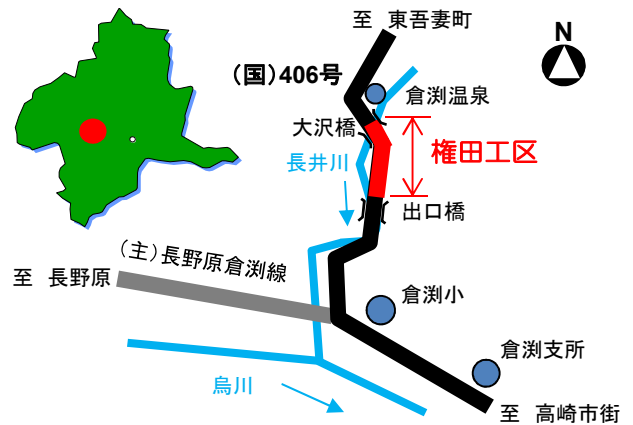 至 東吾妻町
N
(国)406号
倉渕温泉
大沢橋
権田工区
長井川
出口橋
(主)長野原倉渕線
至 長野原
倉渕小
倉渕支所
烏川
至 高崎市街